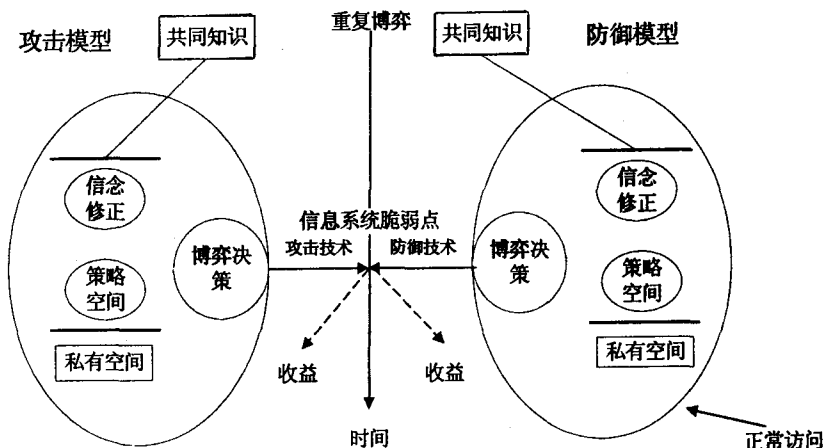 重复博弈
攻击模型
共同知识
共同知识
防御模型
信念
修正
策略
空间
私有空间
博弈决
策
信息系统脆弱点
攻击技术
防御技术
收益
收益
时间
博弈决
策
信念
修正
策略
空间
私有空间
正常访问